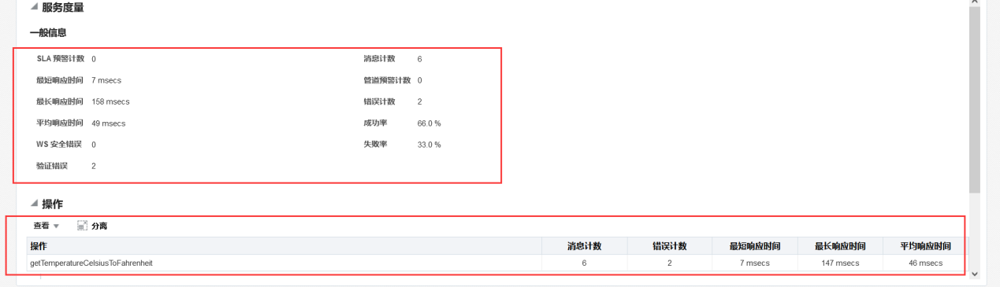 服务度量
一般信息
SLA 预警计数 0 消息计数 6
最短响应时间 7 msecs 管道预警计数 0
最长响应时间 158 msecs 错误计数 2
平均响应时间 49 msecs 成功率 66.0 %
WS 安全错误 0 失败率 33.0 %
验证错误 2
操作
查看 分离
操作 消息计数 错误计数 最短响应时间 最长响应时间 平均响应时间
getTemperatureCelsiusToFahrenheit 6 2 7 msecs 147 msecs 46 msecs